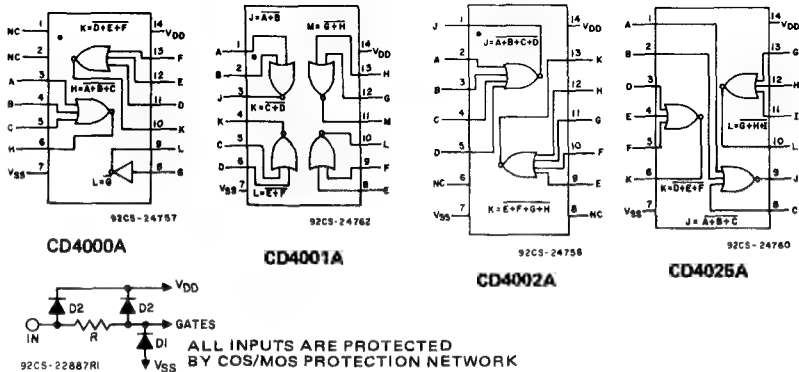 K=D+E+F
NC 1
14 VDD
NC 2
13 F
A 3
12 E
H=A+B+C
B 4
11 D
C 5
10 K
H 6
9 L
VSS 7
8 G
L=G
92CS-24757
CD4000A
J=A+B
M=G+H
A 1
14 VDD
B 2
13 H
J 3
12 G
K=C+D
K 4
11 M
C 5
10 L
D 6
9 F
L=E+F
VSS 7
8 E
92CS-24762
CD4001A
J 1
14 VDD
J=A+B+C+D
A 2
13 K
B 3
12 H
C 4
11 G
D 5
10 F
NC 6
9 E
VSS 7
8 NC
K=E+F+G+H
92CS-24758
CD4002A
A 1
14 VDD
B 2
13 G
D 3
12 H
E 4
11 I
L=G+H+I
F 5
10 L
K 6
9 J
K=D+E+F
VSS 7
8 C
J=A+B+C
92CS-24760
CD4025A
VDD
D2 D2
IN R GATES
D1
VSS
92CS-22887R1
ALL INPUTS ARE PROTECTED
BY COS/MOS PROTECTION NETWORK